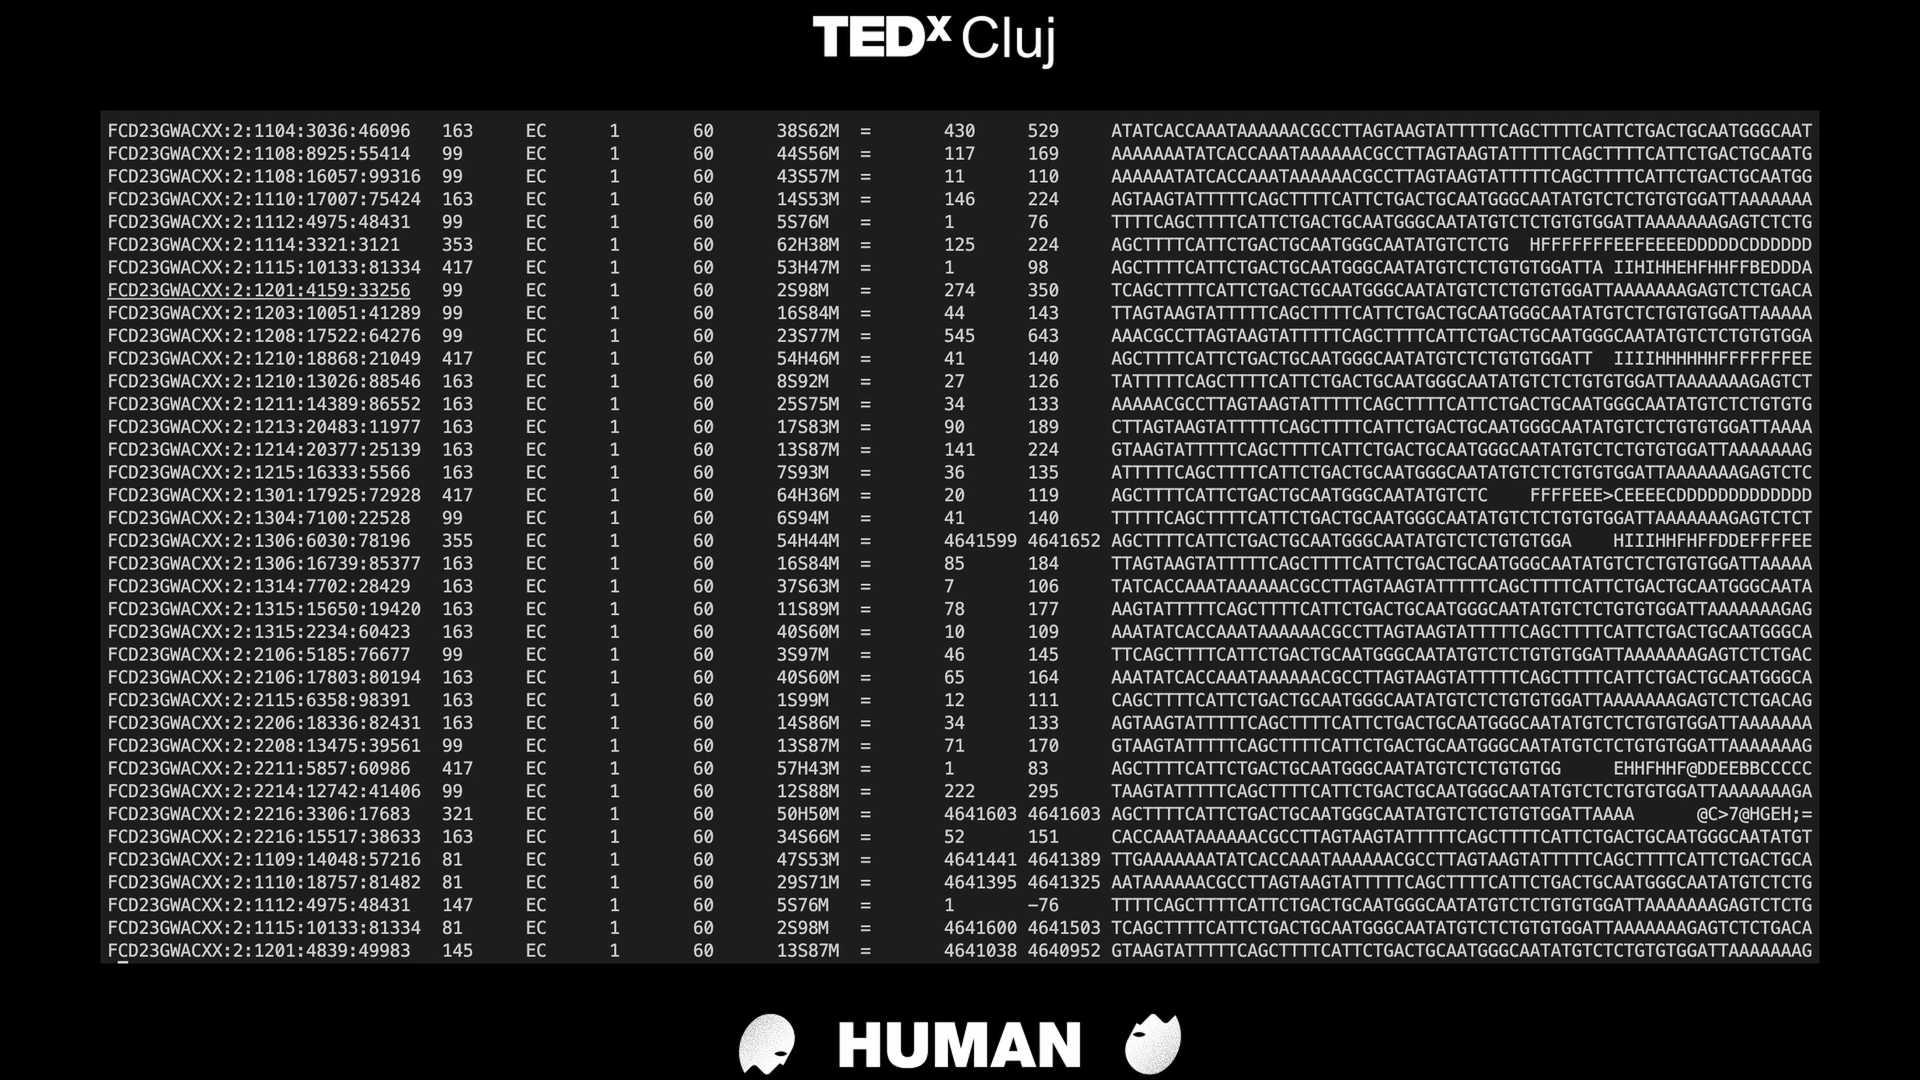 TEDx Cluj
FCD23GWACXX:2:1104:3036:46096 163 EC 1 60 38S62M = 430 529 ATATCACCAAATAAAAAACGCCTTAGTAAGTATTTTTCAGCTTTTCATTCTGACTGCAATGGGCAAT
FCD23GWACXX:2:1108:8925:55414 99 EC 1 60 44S56M = 117 169 AAAAAAATATCACCAAATAAAAAACGCCTTAGTAAGTATTTTTCAGCTTTTCATTCTGACTGCAATG
FCD23GWACXX:2:1108:16057:99316 99 EC 1 60 43S57M = 11 110 AAAAAATATCACCAAATAAAAAACGCCTTAGTAAGTATTTTTCAGCTTTTCATTCTGACTGCAATGG
FCD23GWACXX:2:1110:17007:75424 163 EC 1 60 14S53M = 146 224 AGTAAGTATTTTTCAGCTTTTCATTCTGACTGCAATGGGCAATATGTCTCTGTGTGGATTAAAAAAA
FCD23GWACXX:2:1112:4975:48431 99 EC 1 60 5S76M = 1 76 TTTTCAGCTTTTCATTCTGACTGCAATGGGCAATATGTCTCTGTGTGGATTAAAAAAAGAGTCTCTG
FCD23GWACXX:2:1114:3321:3121 353 EC 1 60 62H38M = 125 224 AGCTTTTCATTCTGACTGCAATGGGCAATATGTCTCTG HFFFFFFFEEFEEEEDDDDDCDDDDDD
FCD23GWACXX:2:1115:10133:81334 417 EC 1 60 53H47M = 1 98 AGCTTTTCATTCTGACTGCAATGGGCAATATGTCTCTGTGTGGATTA IIHIHHEHFHHFFBEDDDA
FCD23GWACXX:2:1201:4159:33256 99 EC 1 60 2S98M = 274 350 TCAGCTTTTCATTCTGACTGCAATGGGCAATATGTCTCTGTGTGGATTAAAAAAAGAGTCTCTGACA
FCD23GWACXX:2:1203:10051:41289 99 EC 1 60 16S84M = 44 143 TTAGTAAGTATTTTTCAGCTTTTCATTCTGACTGCAATGGGCAATATGTCTCTGTGTGGATTAAAAA
FCD23GWACXX:2:1208:17522:64276 99 EC 1 60 23S77M = 545 643 AAACGCCTTAGTAAGTATTTTTCAGCTTTTCATTCTGACTGCAATGGGCAATATGTCTCTGTGTGGA
FCD23GWACXX:2:1210:18868:21049 417 EC 1 60 54H46M = 41 140 AGCTTTTCATTCTGACTGCAATGGGCAATATGTCTCTGTGTGGATT IIIIHHHHHHFFFFFFFEE
FCD23GWACXX:2:1210:13026:88546 163 EC 1 60 8S92M = 27 126 TATTTTTCAGCTTTTCATTCTGACTGCAATGGGCAATATGTCTCTGTGTGGATTAAAAAAAGAGTCT
FCD23GWACXX:2:1211:14389:86552 163 EC 1 60 25S75M = 34 133 AAAAACGCCTTAGTAAGTATTTTTCAGCTTTTCATTCTGACTGCAATGGGCAATATGTCTCTGTGTG
FCD23GWACXX:2:1213:20483:11977 163 EC 1 60 17S83M = 90 189 CTTAGTAAGTATTTTTCAGCTTTTCATTCTGACTGCAATGGGCAATATGTCTCTGTGTGGATTAAAA
FCD23GWACXX:2:1214:20377:25139 163 EC 1 60 13S87M = 141 224 GTAAGTATTTTTCAGCTTTTCATTCTGACTGCAATGGGCAATATGTCTCTGTGTGGATTAAAAAAAG
FCD23GWACXX:2:1215:16333:5566 163 EC 1 60 7S93M = 36 135 ATTTTTCAGCTTTTCATTCTGACTGCAATGGGCAATATGTCTCTGTGTGGATTAAAAAAAGAGTCTC
FCD23GWACXX:2:1301:17925:72928 417 EC 1 60 64H36M = 20 119 AGCTTTTCATTCTGACTGCAATGGGCAATATGTCTC FFFFEEE>CEEEECDDDDDDDDDDDDD
FCD23GWACXX:2:1304:7100:22528 99 EC 1 60 6S94M = 41 140 TTTTTCAGCTTTTCATTCTGACTGCAATGGGCAATATGTCTCTGTGTGGATTAAAAAAAGAGTCTCT
FCD23GWACXX:2:1306:6030:78196 355 EC 1 60 54H44M = 4641599 4641652 AGCTTTTCATTCTGACTGCAATGGGCAATATGTCTCTGTGTGGA HIIIHHFHFFDDEFFFFEE
FCD23GWACXX:2:1306:16739:85377 163 EC 1 60 16S84M = 85 184 TTAGTAAGTATTTTTCAGCTTTTCATTCTGACTGCAATGGGCAATATGTCTCTGTGTGGATTAAAAA
FCD23GWACXX:2:1314:7702:28429 163 EC 1 60 37S63M = 7 106 TATCACCAAATAAAAAACGCCTTAGTAAGTATTTTTCAGCTTTTCATTCTGACTGCAATGGGCAATA
FCD23GWACXX:2:1315:15650:19420 163 EC 1 60 11S89M = 78 177 AAGTATTTTTCAGCTTTTCATTCTGACTGCAATGGGCAATATGTCTCTGTGTGGATTAAAAAAAGAG
FCD23GWACXX:2:1315:2234:60423 163 EC 1 60 40S60M = 10 109 AAATATCACCAAATAAAAAACGCCTTAGTAAGTATTTTTCAGCTTTTCATTCTGACTGCAATGGGCA
FCD23GWACXX:2:2106:5185:76677 99 EC 1 60 3S97M = 46 145 TTCAGCTTTTCATTCTGACTGCAATGGGCAATATGTCTCTGTGTGGATTAAAAAAAGAGTCTCTGAC
FCD23GWACXX:2:2106:17803:80194 163 EC 1 60 40S60M = 65 164 AAATATCACCAAATAAAAAACGCCTTAGTAAGTATTTTTCAGCTTTTCATTCTGACTGCAATGGGCA
FCD23GWACXX:2:2115:6358:98391 163 EC 1 60 1S99M = 12 111 CAGCTTTTCATTCTGACTGCAATGGGCAATATGTCTCTGTGTGGATTAAAAAAAGAGTCTCTGACAG
FCD23GWACXX:2:2206:18336:82431 163 EC 1 60 14S86M = 34 133 AGTAAGTATTTTTCAGCTTTTCATTCTGACTGCAATGGGCAATATGTCTCTGTGTGGATTAAAAAAA
FCD23GWACXX:2:2208:13475:39561 99 EC 1 60 13S87M = 71 170 GTAAGTATTTTTCAGCTTTTCATTCTGACTGCAATGGGCAATATGTCTCTGTGTGGATTAAAAAAAG
FCD23GWACXX:2:2211:5857:60986 417 EC 1 60 57H43M = 1 83 AGCTTTTCATTCTGACTGCAATGGGCAATATGTCTCTGTGTGG EHHFHHF@DDEEBBCCCCC
FCD23GWACXX:2:2214:12742:41406 99 EC 1 60 12S88M = 222 295 TAAGTATTTTTCAGCTTTTCATTCTGACTGCAATGGGCAATATGTCTCTGTGTGGATTAAAAAAAGA
FCD23GWACXX:2:2216:3306:17683 321 EC 1 60 50H50M = 4641603 4641603 AGCTTTTCATTCTGACTGCAATGGGCAATATGTCTCTGTGTGGATTAAAA @C>7@HGEH;=
FCD23GWACXX:2:2216:15517:38633 163 EC 1 60 34S66M = 52 151 CACCAAATAAAAAACGCCTTAGTAAGTATTTTTCAGCTTTTCATTCTGACTGCAATGGGCAATATGT
FCD23GWACXX:2:1109:14048:57216 81 EC 1 60 47S53M = 4641441 4641389 TTGAAAAAAATATCACCAAATAAAAAACGCCTTAGTAAGTATTTTTCAGCTTTTCATTCTGACTGCA
FCD23GWACXX:2:1110:18757:81482 81 EC 1 60 29S71M = 4641395 4641325 AATAAAAAACGCCTTAGTAAGTATTTTTCAGCTTTTCATTCTGACTGCAATGGGCAATATGTCTCTG
FCD23GWACXX:2:1112:4975:48431 147 EC 1 60 5S76M = 1 -76 TTTTCAGCTTTTCATTCTGACTGCAATGGGCAATATGTCTCTGTGTGGATTAAAAAAAGAGTCTCTG
FCD23GWACXX:2:1115:10133:81334 81 EC 1 60 2S98M = 4641600 4641503 TCAGCTTTTCATTCTGACTGCAATGGGCAATATGTCTCTGTGTGGATTAAAAAAAGAGTCTCTGACA
FCD23GWACXX:2:1201:4839:49983 145 EC 1 60 13S87M = 4641038 4640952 GTAAGTATTTTTCAGCTTTTCATTCTGACTGCAATGGGCAATATGTCTCTGTGTGGATTAAAAAAAG
HUMAN